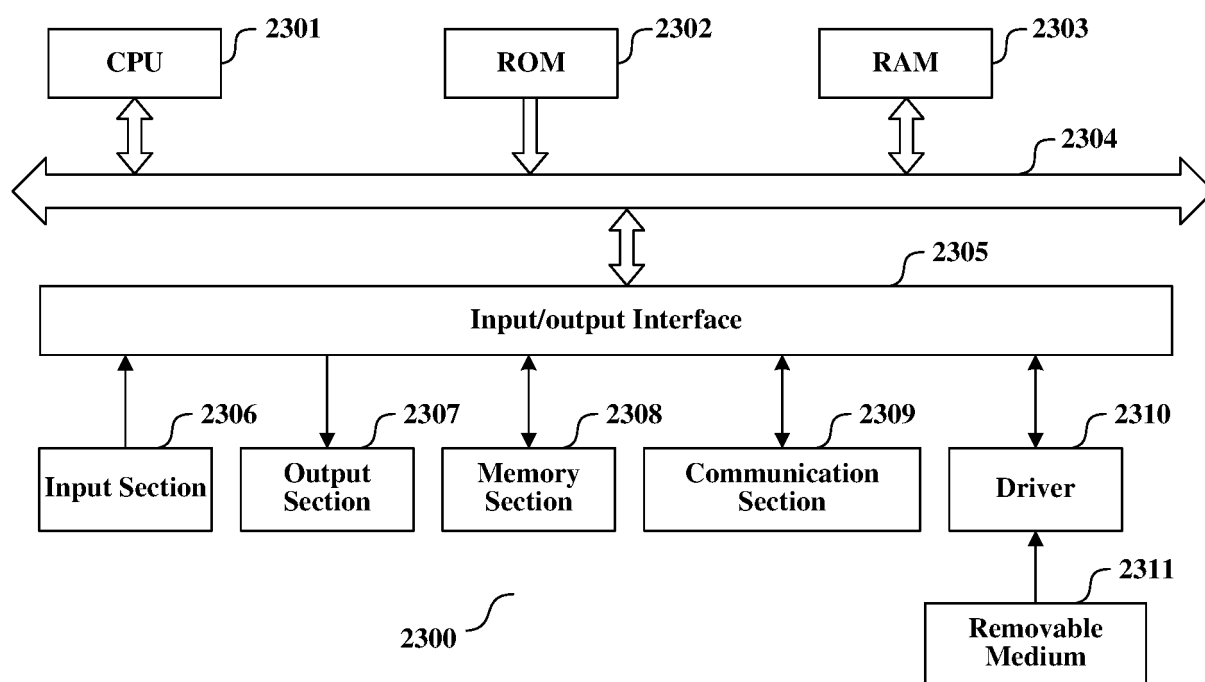 2301
2302
2303
CPU
ROM
RAM
2304
2305
Input/output Interface
2306
2307
2308
2309
2310
Input Section
Output
Section
Memory
Section
Communication
Section
Driver
2311
2300
Removable
Medium